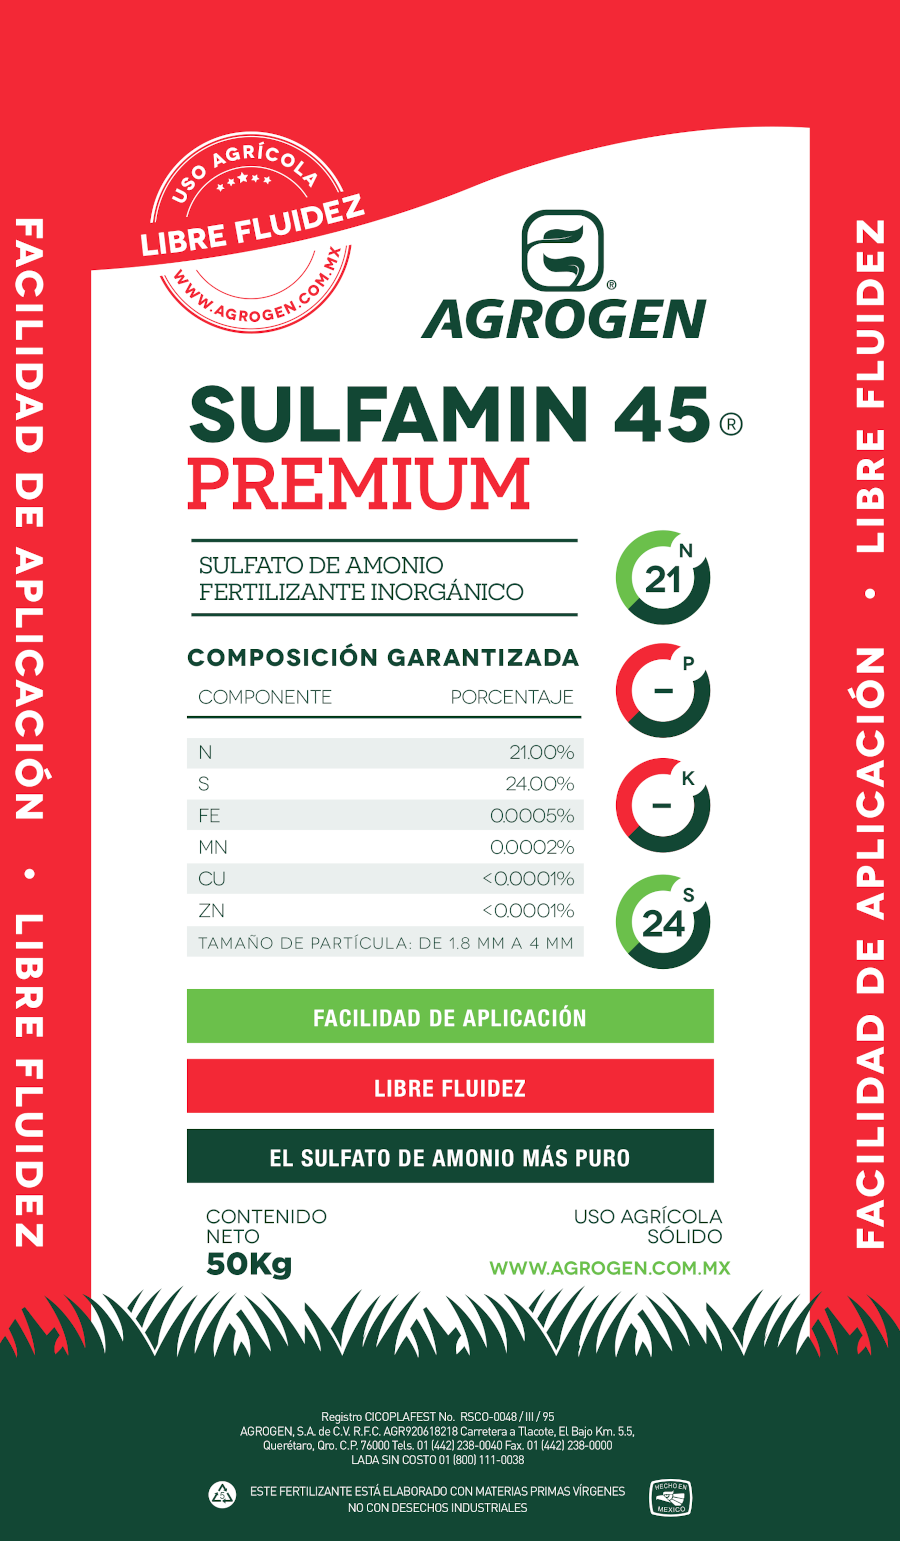 USO AGRÍCOLA
LIBRE FLUIDEZ
WWW.AGROGEN.COM.MX
®
AGROGEN
SULFAMIN 45®
PREMIUM
SULFATO DE AMONIO
FERTILIZANTE INORGÁNICO
N
21
COMPOSICIÓN GARANTIZADA
COMPONENTE PORCENTAJE
P
–
N 21.00%
S 24.00%
FE 0.0005%
MN 0.0002%
CU <0.0001%
ZN <0.0001%
TAMAÑO DE PARTÍCULA: DE 1.8 MM A 4 MM
K
–
S
24
FACILIDAD DE APLICACIÓN
LIBRE FLUIDEZ
EL SULFATO DE AMONIO MÁS PURO
CONTENIDO
NETO
50Kg
USO AGRÍCOLA
SÓLIDO
WWW.AGROGEN.COM.MX
FACILIDAD DE APLICACIÓN • LIBRE FLUIDEZ
FACILIDAD DE APLICACIÓN • LIBRE FLUIDEZ
Registro CICOPLAFEST No. RSCO-0048 / III / 95
AGROGEN, S.A. de C.V. R.F.C. AGR920618218 Carretera a Tlacote, El Bajo Km. 5.5,
Querétaro, Qro. C.P. 76000 Tels. 01 (442) 238-0040 Fax. 01 (442) 238-0000
LADA SIN COSTO 01 (800) 111-0038
5
ESTE FERTILIZANTE ESTÁ ELABORADO CON MATERIAS PRIMAS VÍRGENES
NO CON DESECHOS INDUSTRIALES
HECHO EN
MEXICO